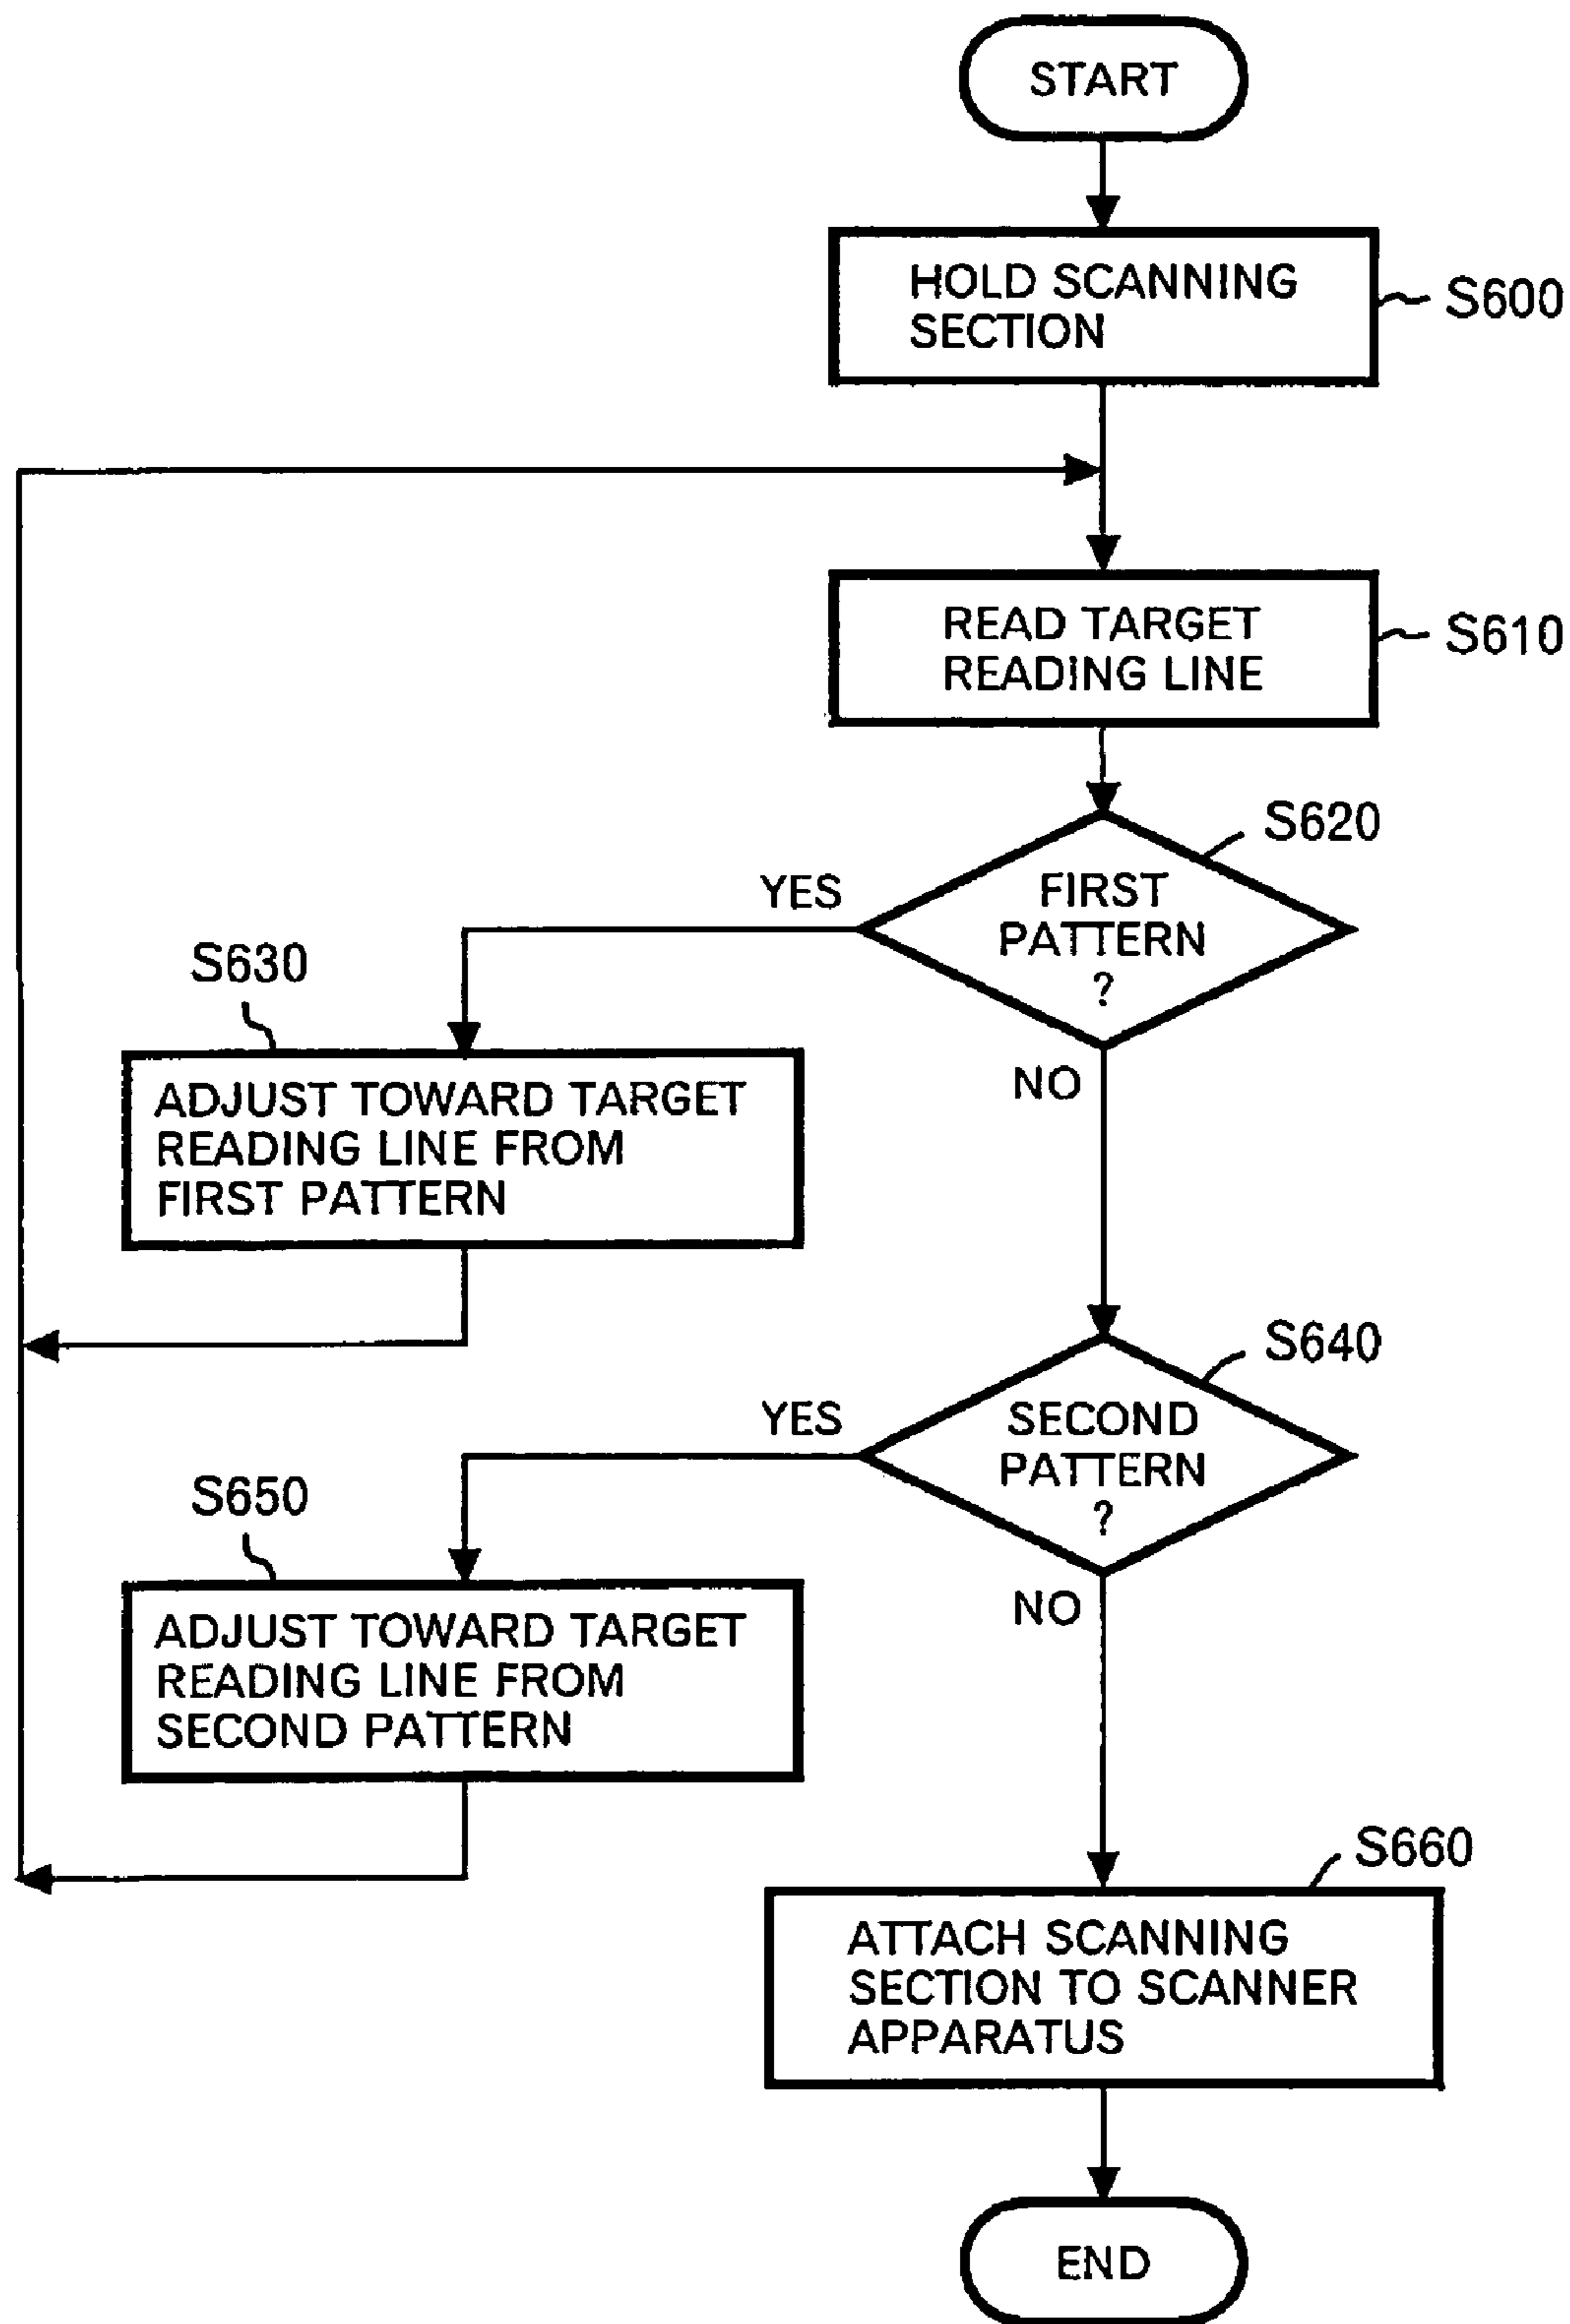 START
HOLD SCANNING
SECTION
S600
READ TARGET
READING LINE
S610
S620
FIRST
PATTERN
?
YES
NO
S630
ADJUST TOWARD TARGET
READING LINE FROM
FIRST PATTERN
S640
SECOND
PATTERN
?
YES
NO
S650
ADJUST TOWARD TARGET
READING LINE FROM
SECOND PATTERN
S660
ATTACH SCANNING
SECTION TO SCANNER
APPARATUS
END